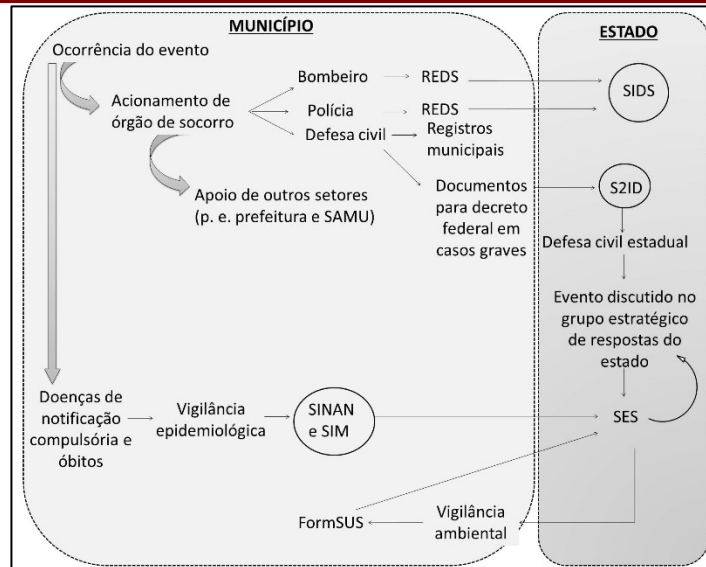 MUNICÍPIO
ESTADO
Ocorrência do evento
Acionamento de
órgão de socorro
Bombeiro
REDS
Polícia
REDS
Defesa civil
Registros
municipais
SIDS
Apoio de outros setores
(p. e. prefeitura e SAMU)
Documentos
para decreto
federal em
casos graves
S2ID
Defesa civil estadual
Evento discutido no
grupo estratégico
de respostas do
estado
Doenças de
notificação
compulsória e
óbitos
Vigilância
epidemiológica
SINAN
e SIM
SES
FormSUS
Vigilância
ambiental